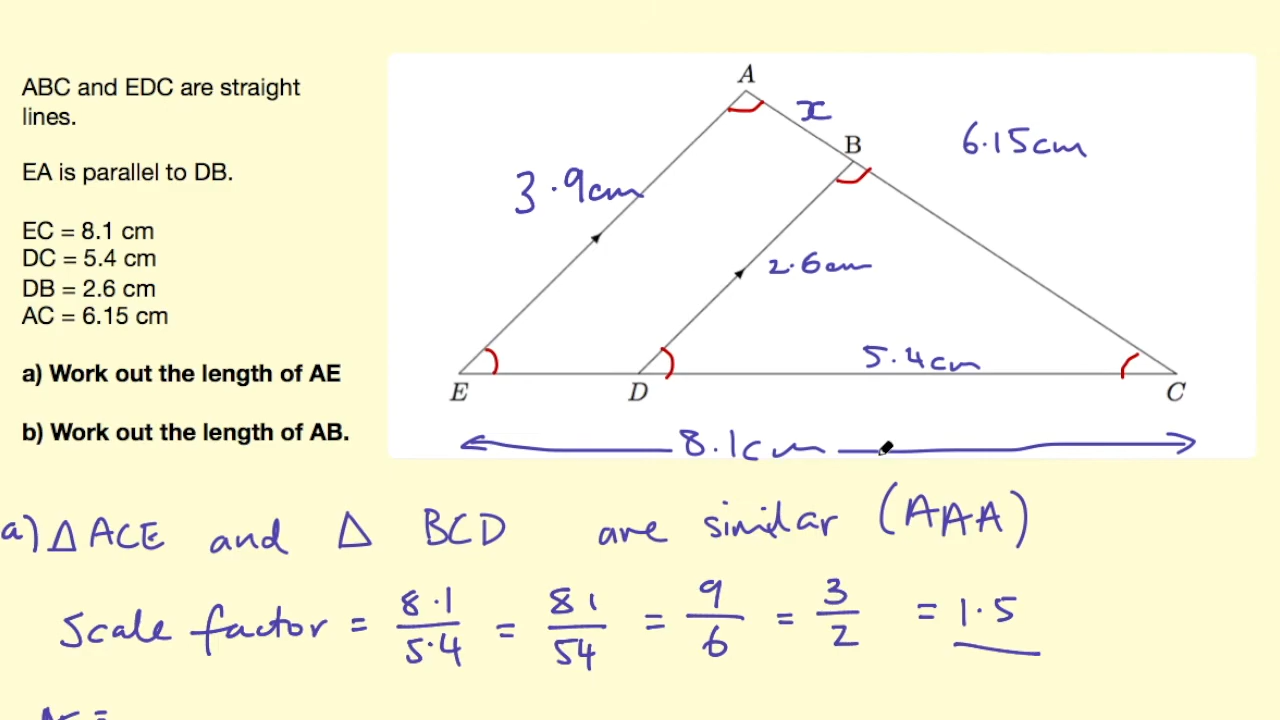 ABC and EDC are straight
lines.
EA is parallel to DB.
EC = 8.1 cm
DC = 5.4 cm
DB = 2.6 cm
AC = 6.15 cm
a) Work out the length of AE
b) Work out the length of AB.
A
x
B
6.15cm
3.9cm
2.6cm
5.4cm
E
D
C
8.1cm
a) △ ACE and △ BCD are similar (AAA)
Scale factor = 8.1/5.4 = 81/54 = 9/6 = 3/2 = 1.5